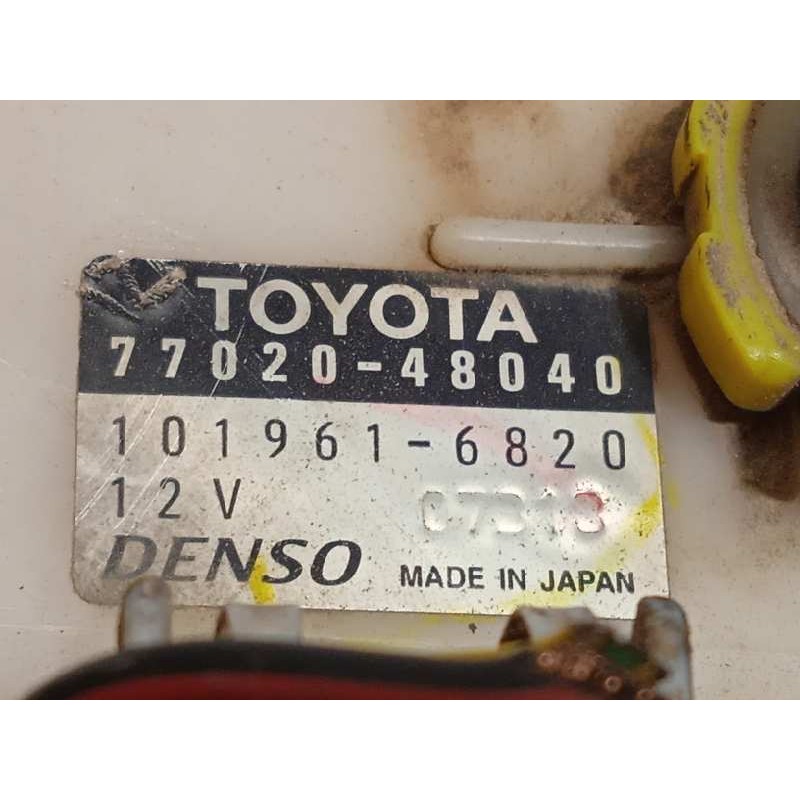 TOYOTA
77020-48040
101961-6820
12V
DENSO MADE IN JAPAN